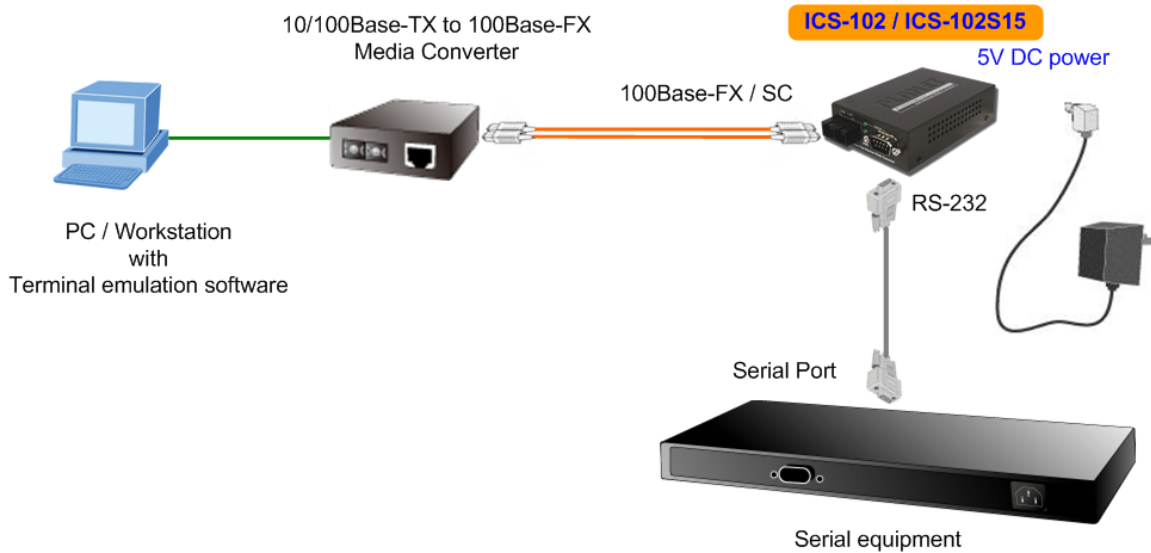 10/100Base-TX to 100Base-FX
Media Converter
ICS-102 / ICS-102S15
5V DC power
100Base-FX / SC
PC / Workstation
with
Terminal emulation software
RS-232
Serial Port
Serial equipment